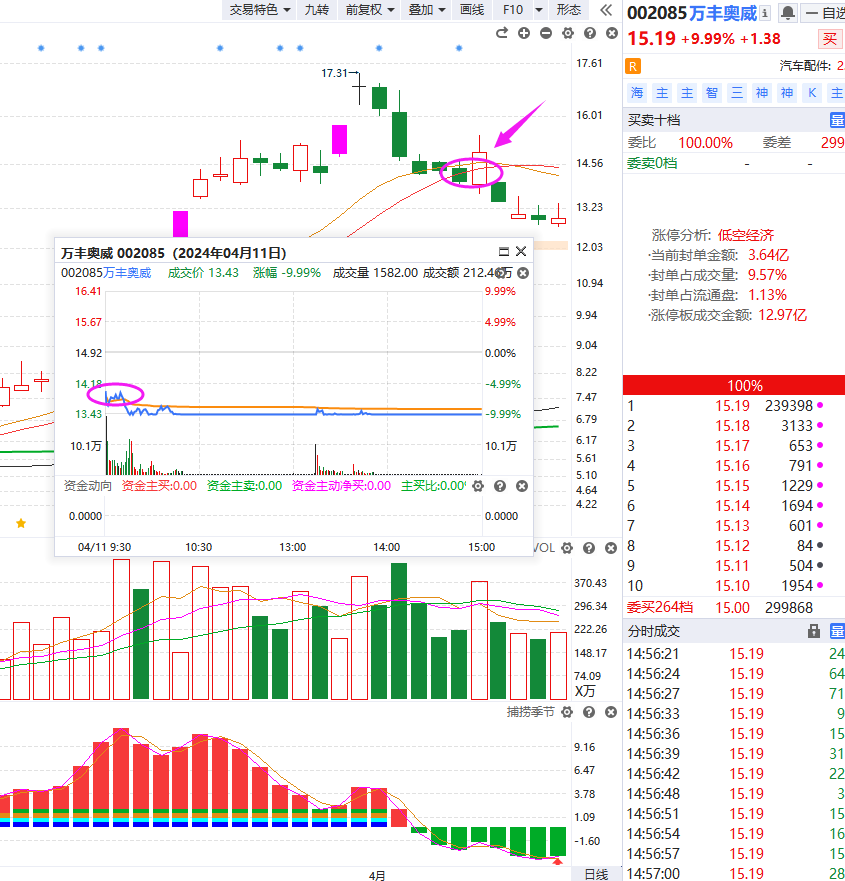 交易特色 九转 前复权 叠加 画线 F10 形态
17.31
17.61
16.01
14.56
13.23
12.03
10.94
9.94
9.04
8.22
7.47
6.79
6.17
5.61
5.10
4.64
4.22
万丰奥威 002085（2024年04月11日）
002085万丰奥威 成交价 13.43 涨幅 -9.99% 成交量 1582.00 成交额 212.46万
16.41 9.99%
15.67 4.99%
14.92 0.00%
14.18 -4.99%
13.43 -9.99%
10.1万 10.1万
资金动向 资金主买:0.00 资金主卖:0.00 资金主动净买:0.00 主买比:0.00%
0.0000 0.0000
04/11 9:30 10:30 13:00 14:00 15:00
VOL
370.43
296.34
222.26
148.17
74.09
X万
捕捞季节
9.16
6.47
3.78
1.09
-1.60
4月 日线
002085万丰奥威 自选
15.19 +9.99% +1.38 买
R 汽车配件: 2
海 主 主 智 三 神 神 K 主
买卖十档 量
委比 100.00% 委差 299
委卖0档 - -
涨停分析: 低空经济
·当前封单金额: 3.64亿
·封单占成交量: 9.57%
·封单占流通盘: 1.13%
·涨停板成交金额: 12.97亿
100%
1 15.19 239398
2 15.18 3133
3 15.17 653
4 15.16 791
5 15.15 1229
6 15.14 1694
7 15.13 601
8 15.12 84
9 15.11 504
10 15.10 1954
委买264档 15.00 299868
分时成交 量
14:56:21 15.19 24
14:56:24 15.19 64
14:56:27 15.19 71
14:56:33 15.19 9
14:56:36 15.19 15
14:56:39 15.19 31
14:56:42 15.19 22
14:56:48 15.19 3
14:56:51 15.19 15
14:56:54 15.19 16
14:56:57 15.19 15
14:57:00 15.19 28